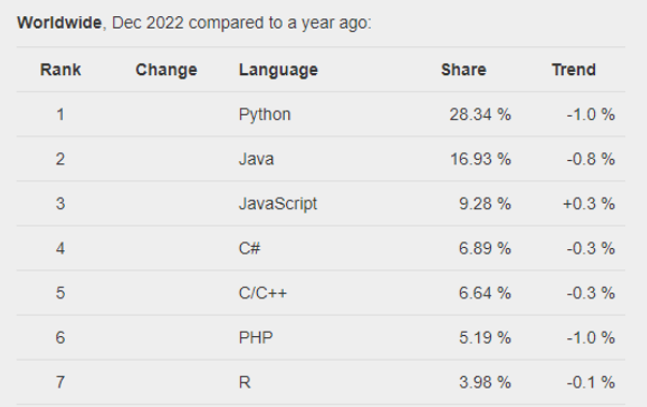 Worldwide, Dec 2022 compared to a year ago:
Rank Change Language Share Trend
1 Python 28.34 % -1.0 %
2 Java 16.93 % -0.8 %
3 JavaScript 9.28 % +0.3 %
4 C# 6.89 % -0.3 %
5 C/C++ 6.64 % -0.3 %
6 PHP 5.19 % -1.0 %
7 R 3.98 % -0.1 %